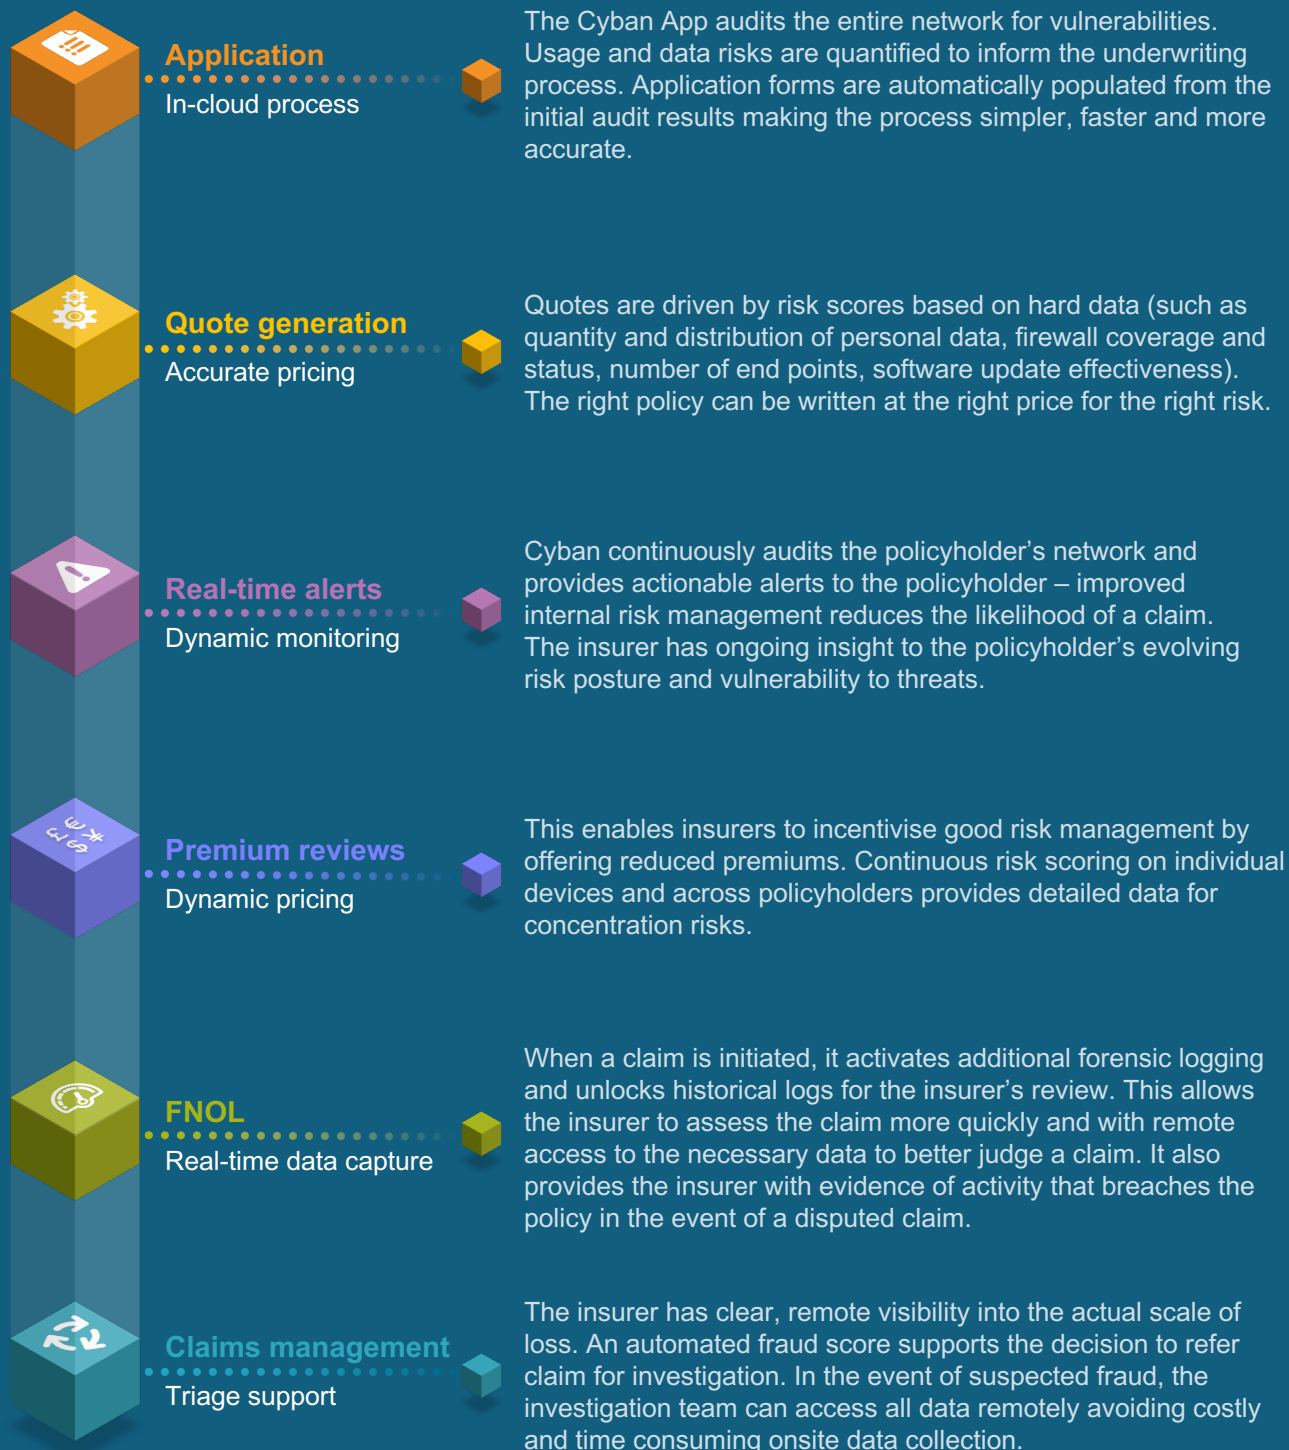 Application
In-cloud process
The Cyban App audits the entire network for vulnerabilities.
Usage and data risks are quantified to inform the underwriting
process. Application forms are automatically populated from the
initial audit results making the process simpler, faster and more
accurate.
Quote generation
Accurate pricing
Quotes are driven by risk scores based on hard data (such as
quantity and distribution of personal data, firewall coverage and
status, number of end points, software update effectiveness).
The right policy can be written at the right price for the right risk.
Real-time alerts
Dynamic monitoring
Cyban continuously audits the policyholder’s network and
provides actionable alerts to the policyholder – improved
internal risk management reduces the likelihood of a claim.
The insurer has ongoing insight to the policyholder’s evolving
risk posture and vulnerability to threats.
€ ¥
£ $
Premium reviews
Dynamic pricing
This enables insurers to incentivise good risk management by
offering reduced premiums. Continuous risk scoring on individual
devices and across policyholders provides detailed data for
concentration risks.
FNOL
Real-time data capture
When a claim is initiated, it activates additional forensic logging
and unlocks historical logs for the insurer’s review. This allows
the insurer to assess the claim more quickly and with remote
access to the necessary data to better judge a claim. It also
provides the insurer with evidence of activity that breaches the
policy in the event of a disputed claim.
Claims management
Triage support
The insurer has clear, remote visibility into the actual scale of
loss. An automated fraud score supports the decision to refer
claim for investigation. In the event of suspected fraud, the
investigation team can access all data remotely avoiding costly
and time consuming onsite data collection.